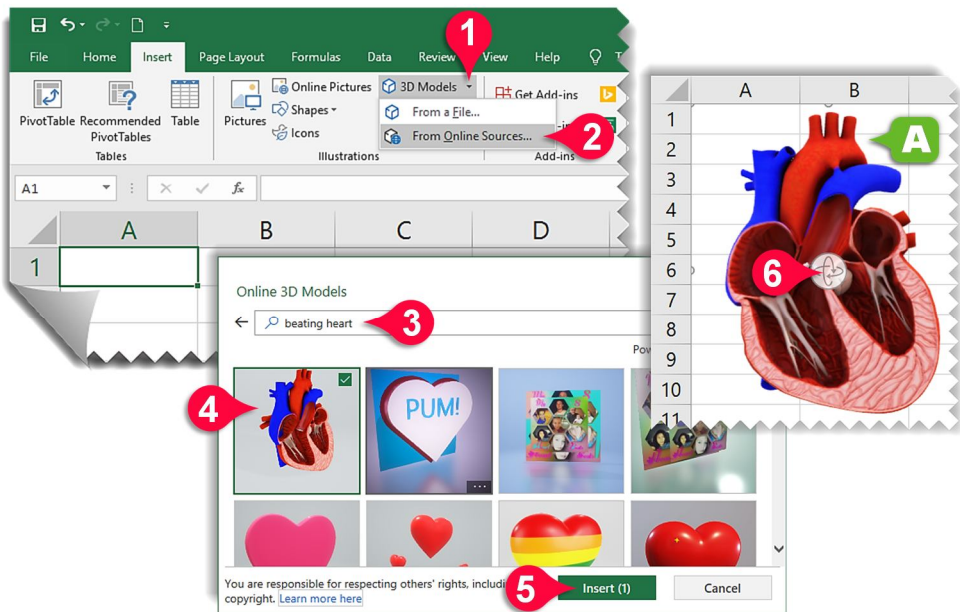 File Home Insert Page Layout Formulas Data Review View Help
1
PivotTable Recommended PivotTables Table
Tables
Pictures Online Pictures
Shapes
Icons
3D Models
Illustrations
From a File...
From Online Sources...
2
Get Add-ins
Add-ins
A1 fx
A B C D
1
Online 3D Models
beating heart
3
4
PUM!
You are responsible for respecting others' rights, including
copyright. Learn more here
5
Insert (1) Cancel
A B
1
2
A
3
4
5
6
6
7
8
9
10
11